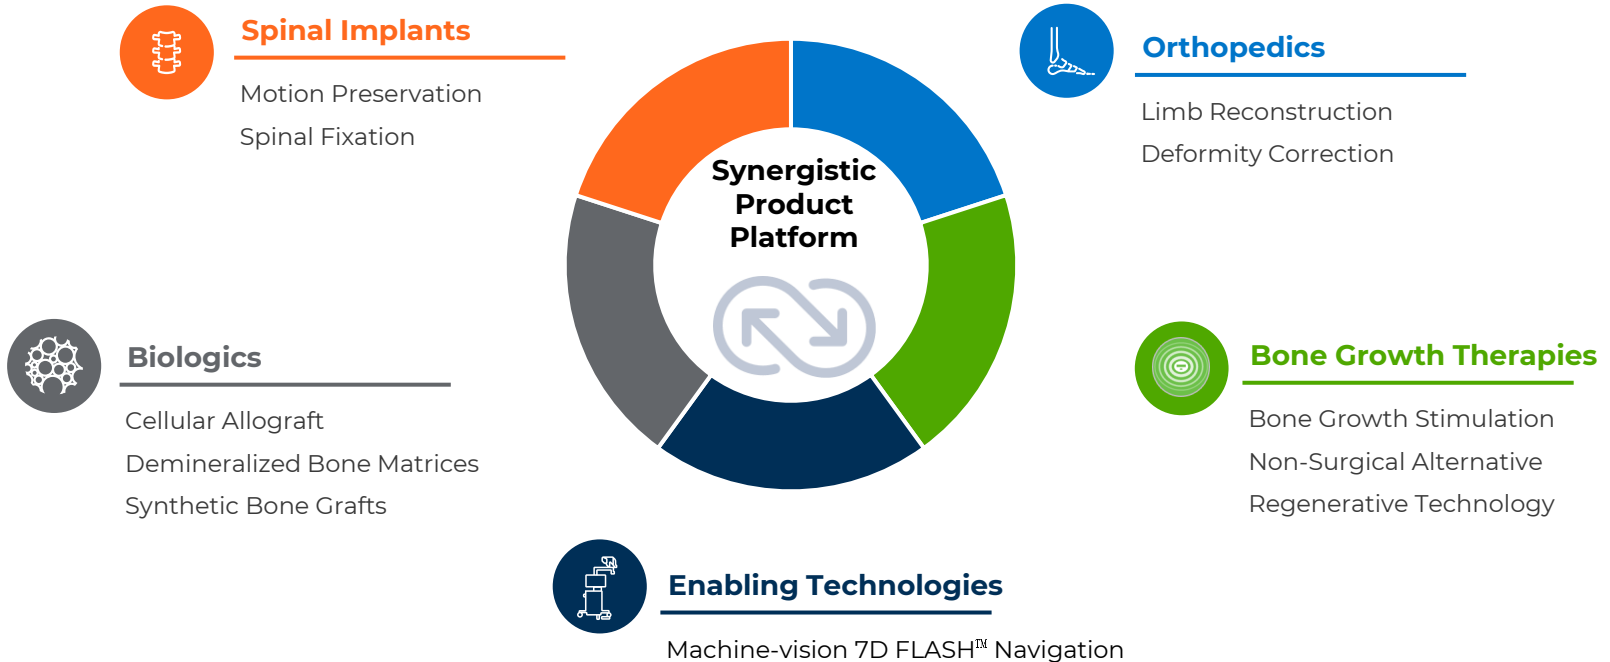 Spinal Implants
Motion Preservation
Spinal Fixation
Orthopedics
Limb Reconstruction
Deformity Correction
Synergistic
Product
Platform
Biologics
Cellular Allograft
Demineralized Bone Matrices
Synthetic Bone Grafts
Bone Growth Therapies
Bone Growth Stimulation
Non-Surgical Alternative
Regenerative Technology
Enabling Technologies
Machine-vision 7D FLASH™ Navigation